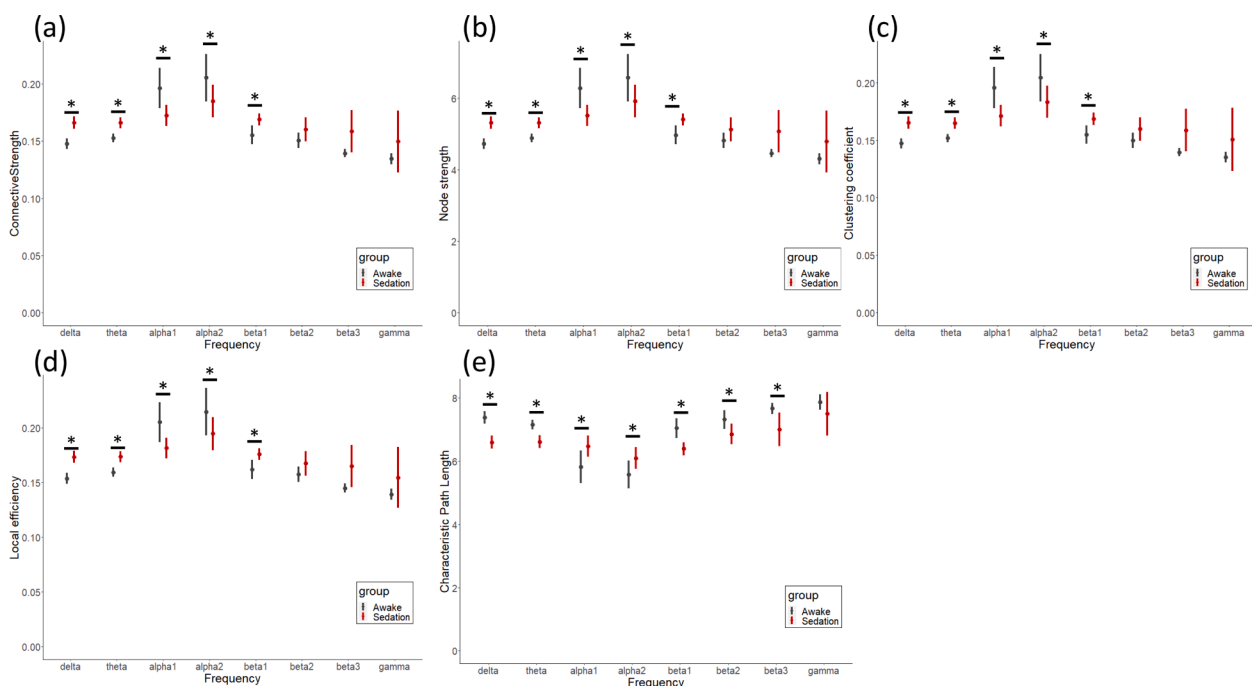 (a)
ConnectiveStrength
0.20
0.15
0.10
0.05
0.00
* * * * *
group
Awake
Sedation
delta theta alpha1 alpha2 beta1 beta2 beta3 gamma
Frequency
(b)
Node strength
6
4
2
0
* * * * *
group
Awake
Sedation
delta theta alpha1 alpha2 beta1 beta2 beta3 gamma
Frequency
(c)
Clustering coefficient
0.20
0.15
0.10
0.05
0.00
* * * * *
group
Awake
Sedation
delta theta alpha1 alpha2 beta1 beta2 beta3 gamma
Frequency
(d)
Local efficiency
0.20
0.15
0.10
0.05
0.00
* * * * *
group
Awake
Sedation
delta theta alpha1 alpha2 beta1 beta2 beta3 gamma
Frequency
(e)
Characteristic Path Length
8
6
4
2
0
* * * * * * *
group
Awake
Sedation
delta theta alpha1 alpha2 beta1 beta2 beta3 gamma
Frequency